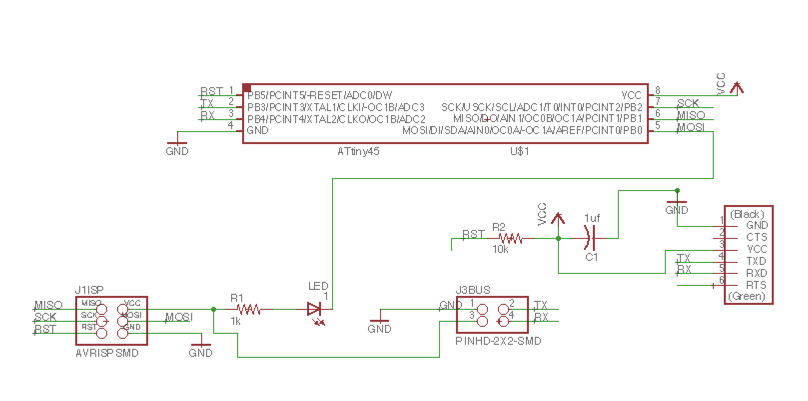 RST 1 PB5/PCINT5/-RESET/ADC0/DW VCC 8 VCC
TX 2 PB3/PCINT3/XTAL1/CLKI/-OC1B/ADC3 SCK/USCK/SCL/ADC1/T0/INT0/PCINT2/PB2 7 SCK
RX 3 PB4/PCINT4/XTAL2/CLKO/OC1B/ADC2 MISO/DO/AIN1/OC0B/OC1A/PCINT1/PB1 6 MISO
4 GND MOSI/DI/SDA/AIN0/OC0A/-OC1A/AREF/PCINT0/PB0 5 MOSI
GND
ATtiny45 U$1
VCC
1uf
C1
RST R2
10k
GND
(Black)
1 GND
2 CTS
3 VCC
TX 4 TXD
RX 5 RXD
6 RTS
(Green)
J1ISP
MISO MISO VCC
SCK SCK MOSI MOSI
RST RST GND
AVRISPSMD
GND
R1
1k
LED
1
GND
J3BUS
GND 1 2 TX
3 4 RX
PINHD-2X2-SMD